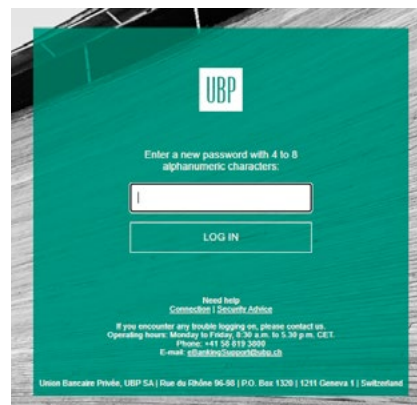 UBP
Enter a new password with 4 to 8
alphanumeric characters:
LOG IN
Need help
Connection | Security Advice
If you encounter any trouble logging on, please contact us.
Operating hours: Monday to Friday, 8:30 a.m. to 5.30 p.m. CET.
Phone: +41 58 819 3800
E-mail: eBankingSupport@ubp.ch
Union Bancaire Privée, UBP SA | Rue du Rhône 96-98 | P.O. Box 1320 | 1211 Geneva 1 | Switzerland